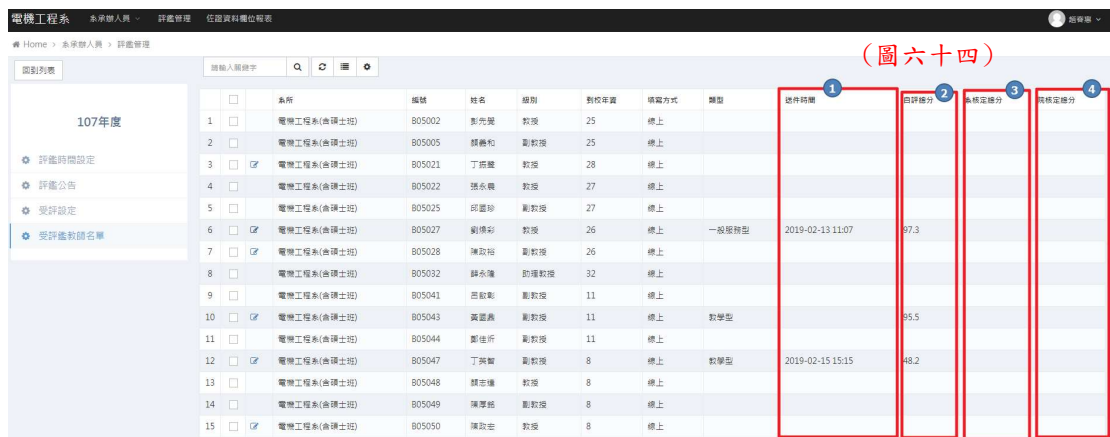 電機工程系 系承辦人員 評鑑管理 佐證資料欄位報表 趙春棠
Home > 系承辦人員 > 評鑑管理
(圖六十四)
回到列表 請輸入關鍵字
1 2 3 4
系所 編號 姓名 級別 到校年資 填寫方式 類型 送件時間 自評總分 系核定總分 院核定總分
107年度
評鑑時間設定
評鑑公告
受評設定
受評鑑教師名單
1 電機工程系(含碩士班) B05002 彭先覺 教授 25 線上
2 電機工程系(含碩士班) B05005 顏義和 副教授 25 線上
3 電機工程系(含碩士班) B05021 丁振聲 教授 28 線上
4 電機工程系(含碩士班) B05022 張永農 教授 27 線上
5 電機工程系(含碩士班) B05025 邱國珍 副教授 27 線上
6 電機工程系(含碩士班) B05027 劉煥彩 教授 26 線上 一般服務型 2019-02-13 11:07 97.3
7 電機工程系(含碩士班) B05028 陳政裕 副教授 26 線上
8 電機工程系(含碩士班) B05032 薛永隆 助理教授 32 線上
9 電機工程系(含碩士班) B05041 呂啟彰 副教授 11 線上
10 電機工程系(含碩士班) B05043 黃國鼎 副教授 11 線上 教學型 95.5
11 電機工程系(含碩士班) B05044 鄭佳炘 副教授 11 線上
12 電機工程系(含碩士班) B05047 丁英智 副教授 8 線上 教學型 2019-02-15 15:15 48.2
13 電機工程系(含碩士班) B05048 顏志達 教授 8 線上
14 電機工程系(含碩士班) B05049 陳厚銘 副教授 8 線上
15 電機工程系(含碩士班) B05050 陳政宏 教授 8 線上